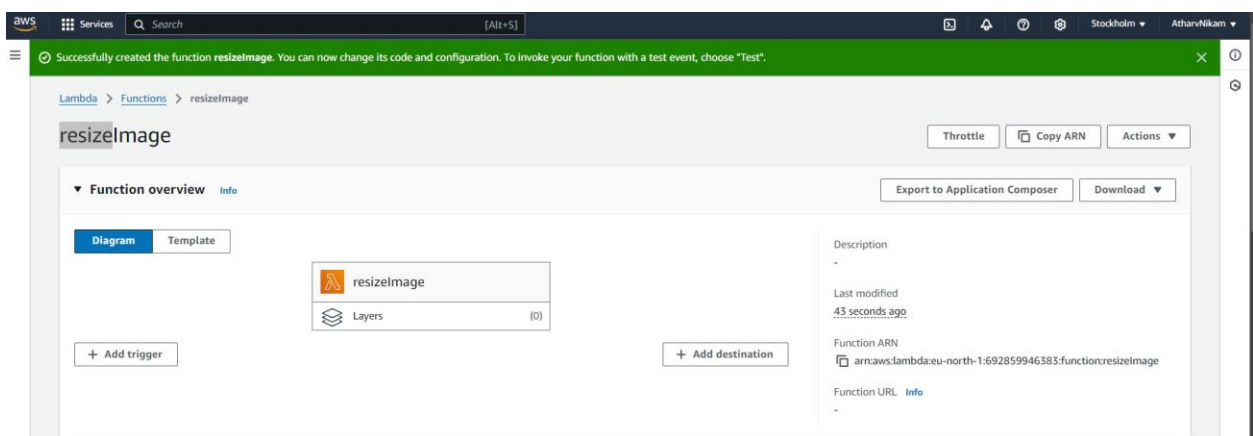 aws Services Search [Alt+S] Stockholm AtharvNikam
Successfully created the function resizeImage. You can now change its code and configuration. To invoke your function with a test event, choose "Test".
Lambda > Functions > resizeImage
resizeImage Throttle Copy ARN Actions
Function overview Info Export to Application Composer Download
Diagram Template
resizeImage
Layers (0)
+ Add trigger
+ Add destination
Description
-
Last modified
43 seconds ago
Function ARN
arn:aws:lambda:eu-north-1:692859946383:function:resizeImage
Function URL Info
-